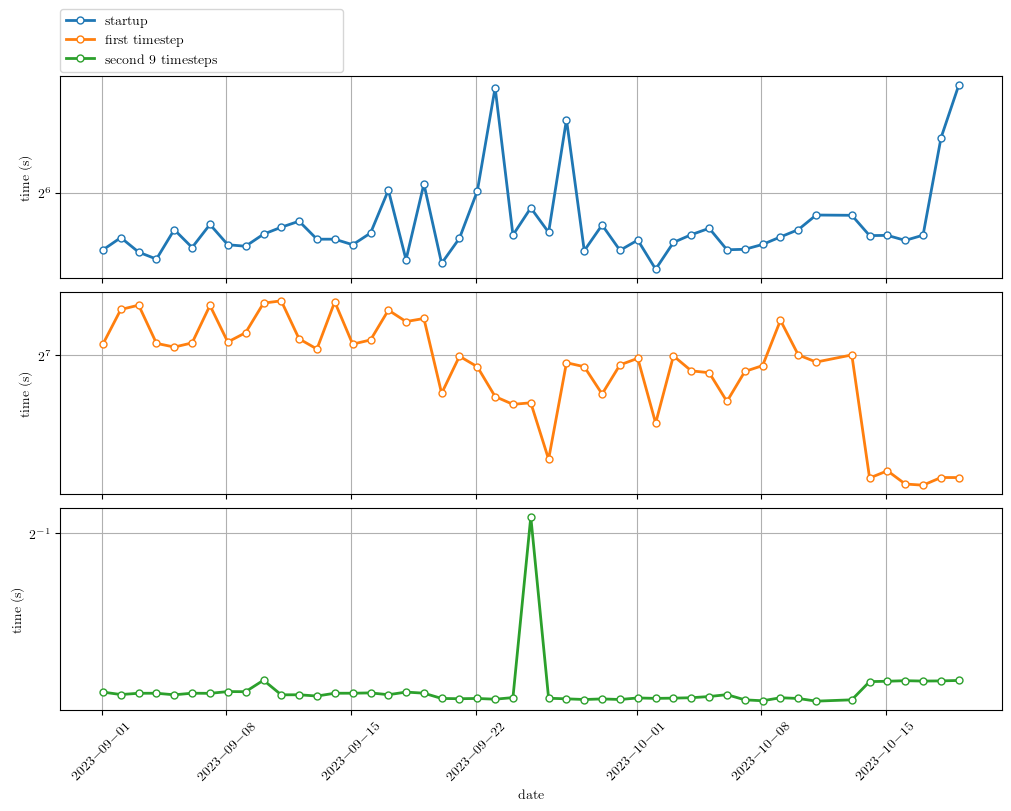 startup
first timestep
second 9 timesteps
time (s)
2^6
time (s)
2^7
time (s)
2^−1
2023−09−01
2023−09−08
2023−09−15
2023−09−22
2023−10−01
2023−10−08
2023−10−15
date